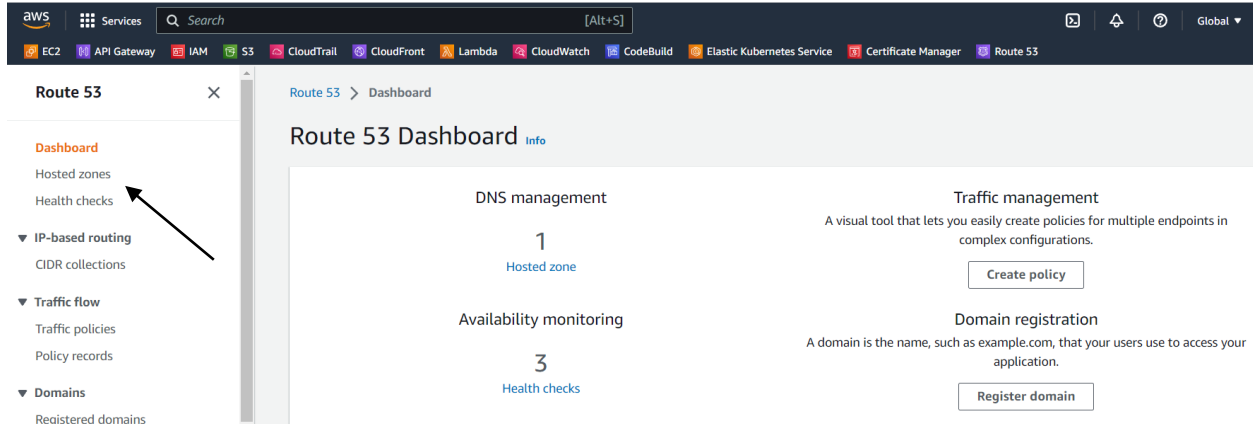 aws Services Search [Alt+S] Global
EC2 API Gateway IAM S3 CloudTrail CloudFront Lambda CloudWatch CodeBuild Elastic Kubernetes Service Certificate Manager Route 53
Route 53
Dashboard
Hosted zones
Health checks
IP-based routing
CIDR collections
Traffic flow
Traffic policies
Policy records
Domains
Registered domains
Route 53 > Dashboard
Route 53 Dashboard Info
DNS management
1
Hosted zone
Availability monitoring
3
Health checks
Traffic management
A visual tool that lets you easily create policies for multiple endpoints in
complex configurations.
Create policy
Domain registration
A domain is the name, such as example.com, that your users use to access your
application.
Register domain